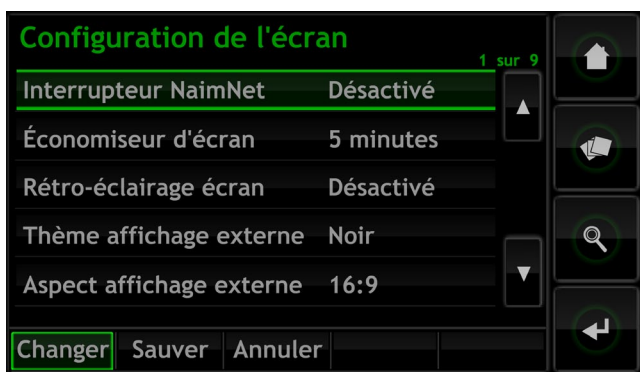 Configuration de l'écran
1 sur 9
Interrupteur NaimNet Désactivé
Économiseur d'écran 5 minutes
Rétro-éclairage écran Désactivé
Thème affichage externe Noir
Aspect affichage externe 16:9
Changer Sauver Annuler